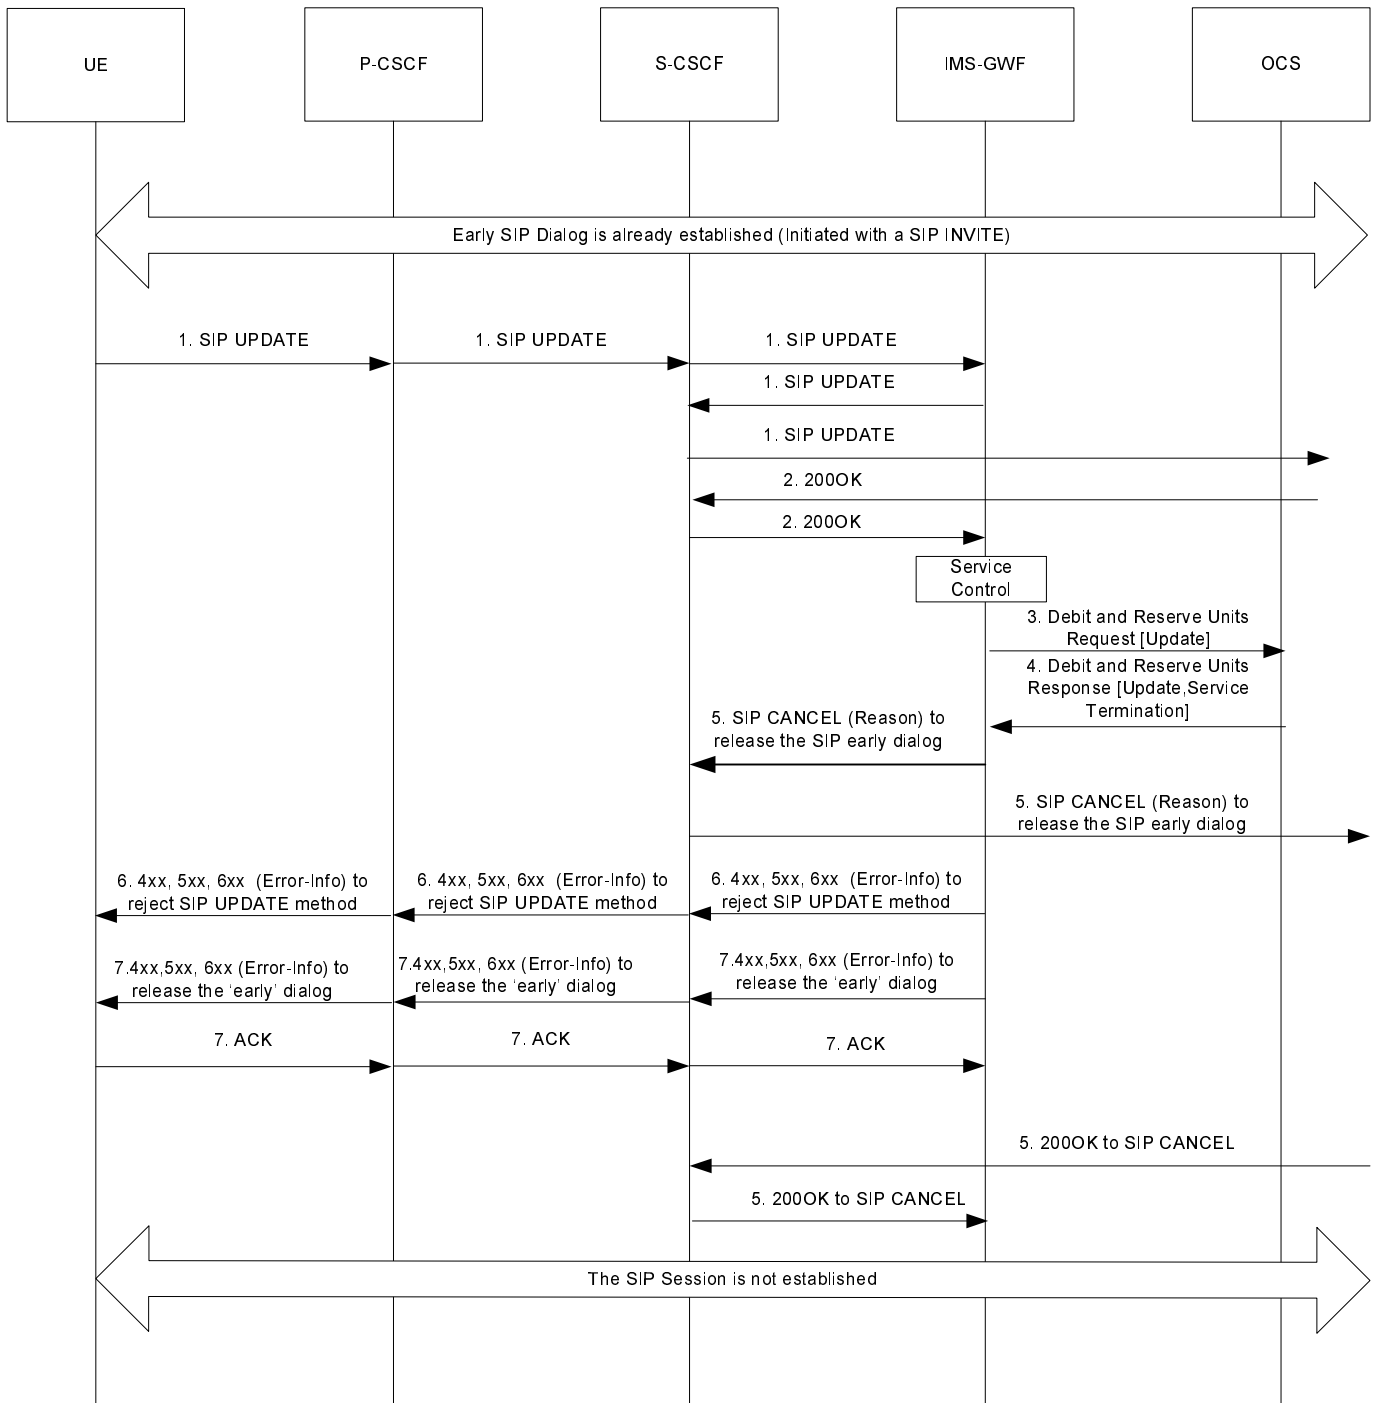 UE
P-CSCF
S-CSCF
IMS-GWF
OCS
Early SIP Dialog is already established (Initiated with a SIP INVITE)
1. SIP UPDATE
1. SIP UPDATE
1. SIP UPDATE
1. SIP UPDATE
1. SIP UPDATE
2. 200OK
2. 200OK
Service
Control
3. Debit and Reserve Units
Request [Update]
4. Debit and Reserve Units
Response [Update,Service
Termination]
5. SIP CANCEL (Reason) to
release the SIP early dialog
5. SIP CANCEL (Reason) to
release the SIP early dialog
6. 4xx, 5xx, 6xx (Error-Info) to
reject SIP UPDATE method
6. 4xx, 5xx, 6xx (Error-Info) to
reject SIP UPDATE method
6. 4xx, 5xx, 6xx (Error-Info) to
reject SIP UPDATE method
7.4xx,5xx, 6xx (Error-Info) to
release the ‘early’ dialog
7.4xx,5xx, 6xx (Error-Info) to
release the ‘early’ dialog
7.4xx,5xx, 6xx (Error-Info) to
release the ‘early’ dialog
7. ACK
7. ACK
7. ACK
5. 200OK to SIP CANCEL
5. 200OK to SIP CANCEL
The SIP Session is not established